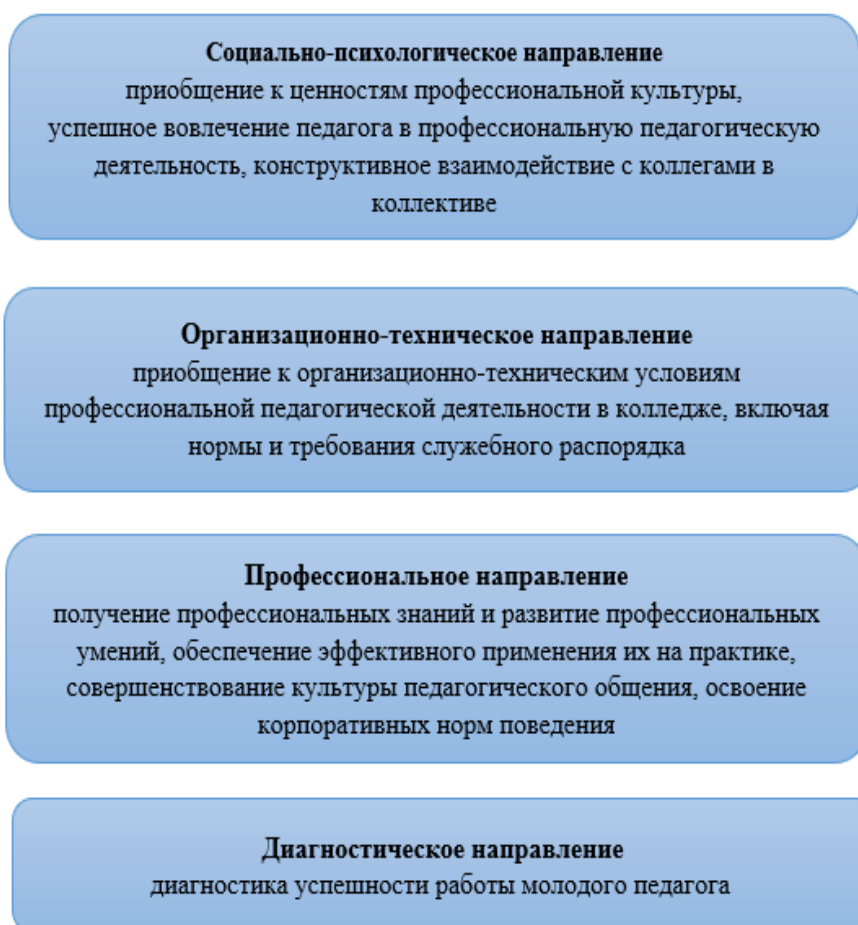 Социально-психологическое направление
приобщение к ценностям профессиональной культуры,
успешное вовлечение педагога в профессиональную педагогическую
деятельность, конструктивное взаимодействие с коллегами в
коллективе
Организационно-техническое направление
приобщение к организационно-техническим условиям
профессиональной педагогической деятельности в колледже, включая
нормы и требования служебного распорядка
Профессиональное направление
получение профессиональных знаний и развитие профессиональных
умений, обеспечение эффективного применения их на практике,
совершенствование культуры педагогического общения, освоение
корпоративных норм поведения
Диагностическое направление
диагностика успешности работы молодого педагога